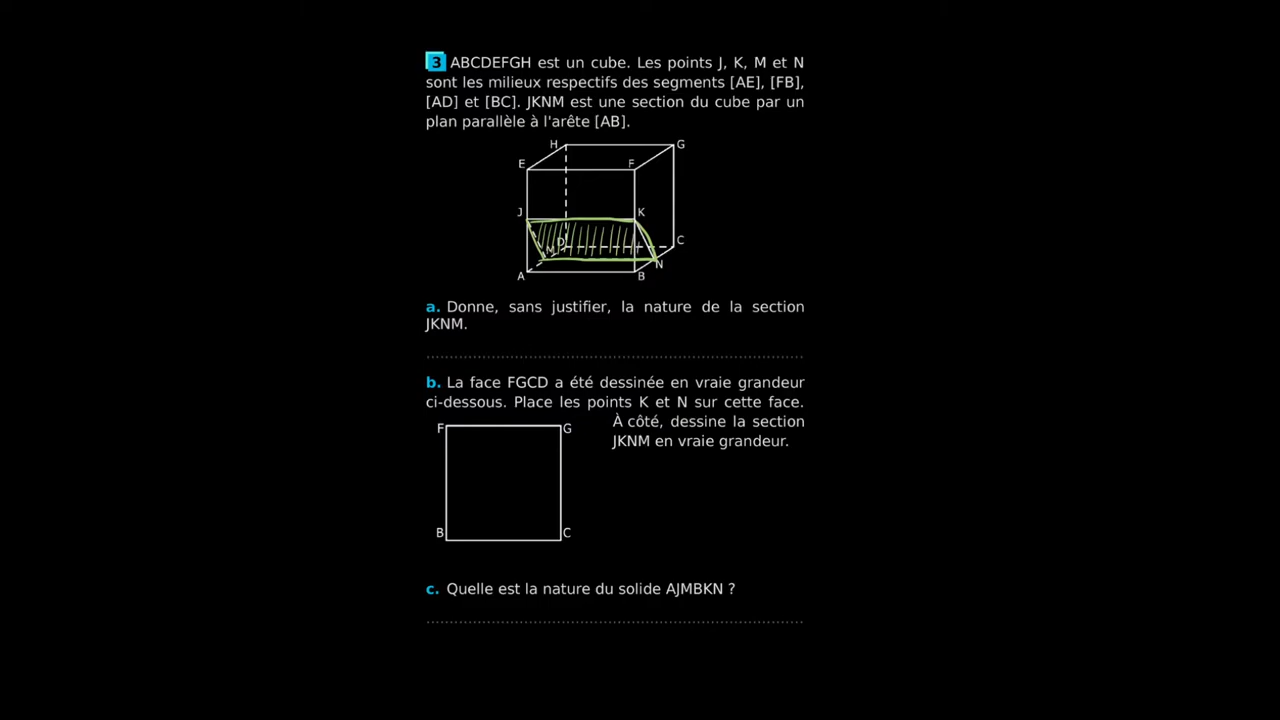 3 ABCDEFGH est un cube. Les points J, K, M et N
sont les milieux respectifs des segments [AE], [FB],
[AD] et [BC]. JKNM est une section du cube par un
plan parallèle à l'arête [AB].
H G
E F
J K
D C
M N
A B
a. Donne, sans justifier, la nature de la section
JKNM.
b. La face FGCD a été dessinée en vraie grandeur
ci-dessous. Place les points K et N sur cette face.
À côté, dessine la section
JKNM en vraie grandeur.
F G
B C
c. Quelle est la nature du solide AJMBKN ?